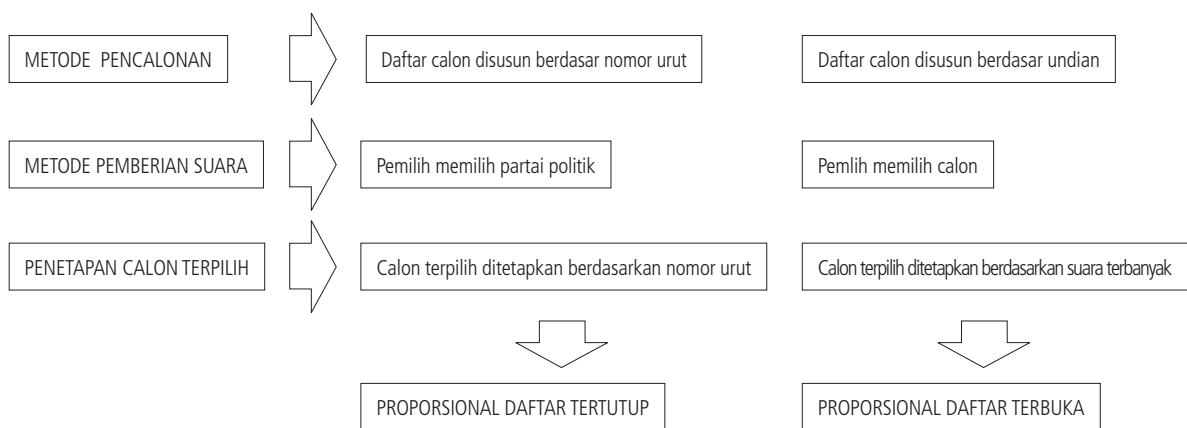 METODE PENCALONAN
Daftar calon disusun berdasar nomor urut
Daftar calon disusun berdasar undian
METODE PEMBERIAN SUARA
Pemilih memilih partai politik
Pemlih memilih calon
PENETAPAN CALON TERPILIH
Calon terpilih ditetapkan berdasarkan nomor urut
Calon terpilih ditetapkan berdasarkan suara terbanyak
PROPORSIONAL DAFTAR TERTUTUP
PROPORSIONAL DAFTAR TERBUKA